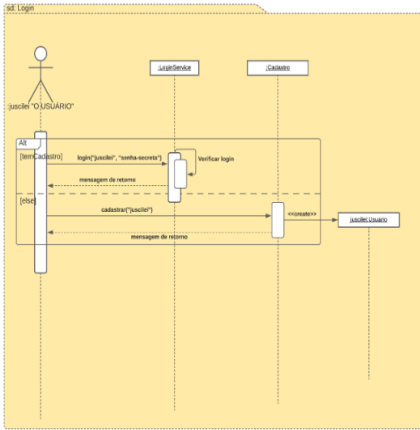 sd: Login
:juscilei "O USUÁRIO"
:LoginService
:Cadastro
Alt
[temCadastro]
login("juscilei", "senha-secreta")
Verificar login
mensagem de retorno
[else]
cadastrar("juscilei")
<<create>>
juscilei:Usuario
mensagem de retorno